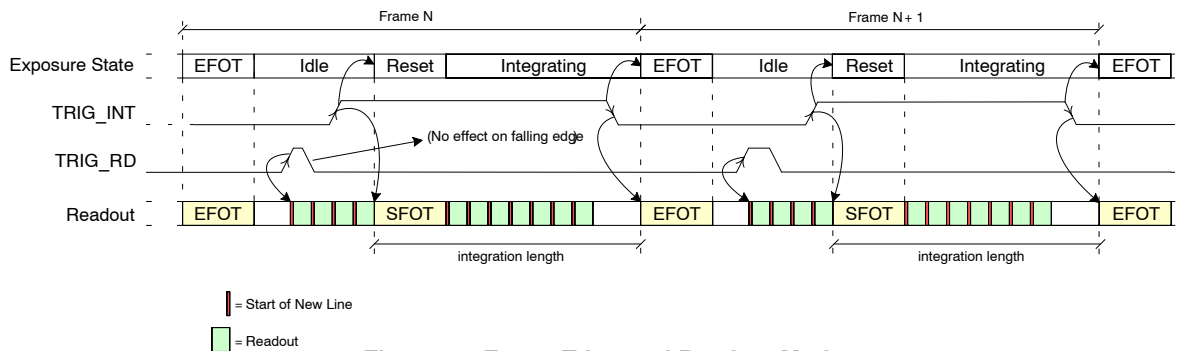 Frame N
Frame N+ 1
Exposure State
EFOT
Idle
Reset
Integrating
EFOT
Idle
Reset
Integrating
EFOT
TRIG_INT
(No effect on falling edge)
TRIG_RD
Readout
EFOT
SFOT
EFOT
SFOT
EFOT
integration length
integration length
= Start of New Line
= Readout